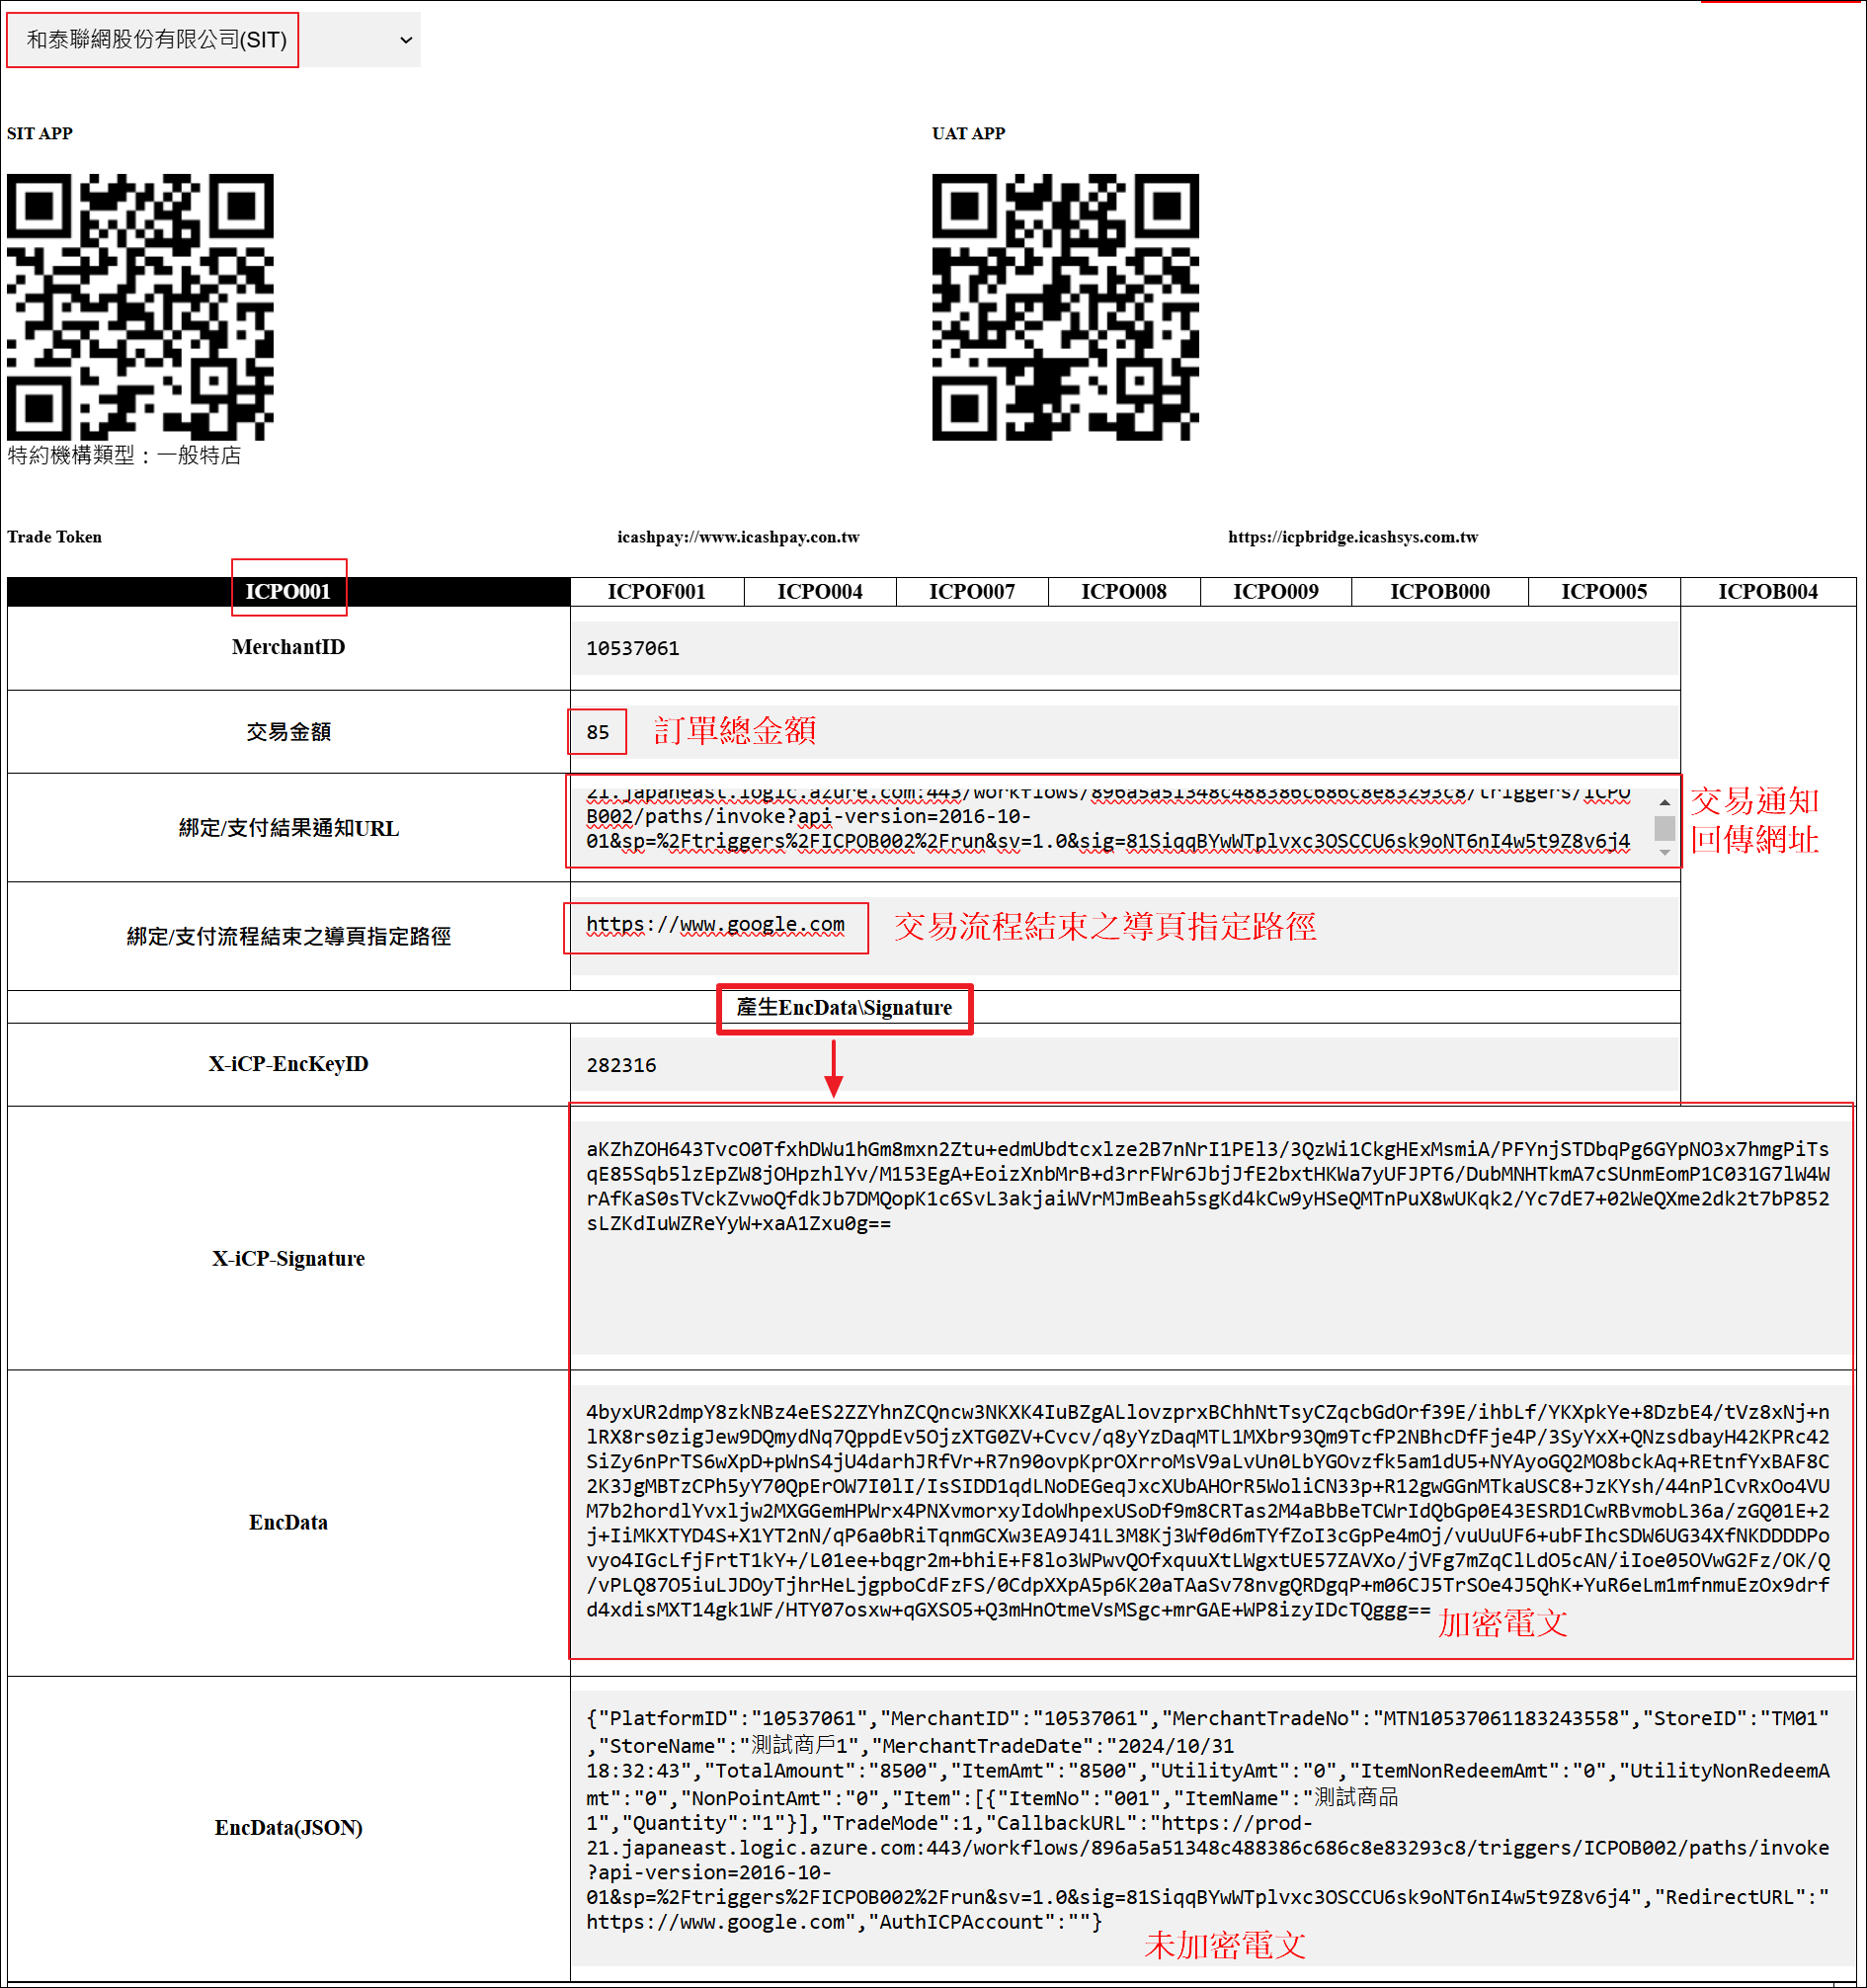 和泰聯網股份有限公司(SIT)
SIT APP
UAT APP
特約機構類型：一般特店
Trade Token
icashpay://www.icashpay.con.tw
https://icpbridge.icashsys.com.tw
ICPO001
ICPOF001
ICPO004
ICPO007
ICPO008
ICPO009
ICPOB000
ICPO005
ICPOB004
MerchantID
10537061
交易金額
85
訂單總金額
綁定/支付結果通知URL
21.japaneast.logic.azure.com:443/workflows/896a5a51348c488386c686c8e83293c8/triggers/ICPO
B002/paths/invoke?api-version=2016-10-
01&sp=%2Ftriggers%2FICPOB002%2Frun&sv=1.0&sig=81SiqqBYwWTplvxc3OSCCU6sk9oNT6nI4w5t9Z8v6j4
交易通知
回傳網址
綁定/支付流程結束之導頁指定路徑
https://www.google.com
交易流程結束之導頁指定路徑
產生EncData\Signature
X-iCP-EncKeyID
282316
X-iCP-Signature
aKZhZOH643TvcO0TfxhDWu1hGm8mxn2Ztu+edmUbdtcxlze2B7nNrI1PEl3/3QzWi1CkgHExMsmiA/PFYnjSTDbqPg6GYpNO3x7hmgPiTs
qE85Sqb5lzEpZW8jOHpzhlYv/M153EgA+EoizXnbMrB+d3rrFWr6JbjJfE2bxtHKWa7yUFJPT6/DubMNHTkmA7cSUnmEomP1C031G7lW4W
rAfKaS0sTVckZvwoQfdkJb7DMQopK1c6SvL3akjaiWVrMJmBeah5sgKd4kCw9yHSeQMTnPuX8wUKqk2/Yc7dE7+02WeQXme2dk2t7bP852
sLZKdIuWZReYyW+xaA1Zxu0g==
EncData
4byxUR2dmpY8zkNBz4eES2ZZYhnZCQncw3NKXK4IuBZgALlovzprxBChhNtTsyCZqcbGdOrf39E/ihbLf/YKXpkYe+8DzbE4/tVz8xNj+n
lRX8rs0zigJew9DQmydNq7QppdEv5OjzXTG0ZV+Cvcv/q8yYzDaqMTL1MXbr93Qm9TcfP2NBhcDfFje4P/3SyYxX+QNzsdbayH42KPRc42
SiZy6nPrTS6wXpD+pWnS4jU4darhJRfVr+R7n90ovpKprOXrroMsV9aLvUn0LbYGOvzfk5am1dU5+NYAyoGQ2MO8bckAq+REtnfYxBAF8C
2K3JgMBTzCPh5yY70QpErOW7I0lI/IsSIDD1qdLNoDEGeqJxcXUbAHOrR5WoliCN33p+R12gwGGnMTkaUSC8+JzKYsh/44nPlCvRxOo4VU
M7b2hordlYvxljw2MXGGemHPWrx4PNXvmorxyIdoWhpexUSoDf9m8CRTas2M4aBbBeTCWrIdQbGp0E43ESRD1CwRBvmobL36a/zGQ01E+2
j+IiMKXTYD4S+X1YT2nN/qP6a0bRiTqnmGCXw3EA9J41L3M8Kj3Wf0d6mTYfZoI3cGpPe4mOj/vuUuUF6+ubFIhcSDW6UG34XfNKDDDDPo
vyo4IGcLfjFrtT1kY+/L01ee+bqgr2m+bhiE+F8lo3WPwvQOfxquuXtLWgxtUE57ZAVXo/jVFg7mZqClLdO5cAN/iIoe05OVwG2Fz/OK/Q
/vPLQ87O5iuLJDOyTjhrHeLjgpboCdFzFS/0CdpXXpA5p6K20aTAaSv78nvgQRDgqP+m06CJ5TrSOe4J5QhK+YuR6eLm1mfnmuEzOx9drf
d4xdisMXT14gk1WF/HTY07osxw+qGXSO5+Q3mHnOtmeVsMSgc+mrGAE+WP8izyIDcTQggg==
加密電文
EncData(JSON)
{"PlatformID":"10537061","MerchantID":"10537061","MerchantTradeNo":"MTN10537061183243558","StoreID":"TM01"
,"StoreName":"測試商戶1","MerchantTradeDate":"2024/10/31
18:32:43","TotalAmount":"8500","ItemAmt":"8500","UtilityAmt":"0","ItemNonRedeemAmt":"0","UtilityNonRedeemA
mt":"0","NonPointAmt":"0","Item":[{"ItemNo":"001","ItemName":"測試商品
1","Quantity":"1"}],"TradeMode":1,"CallbackURL":"https://prod-
21.japaneast.logic.azure.com:443/workflows/896a5a51348c488386c686c8e83293c8/triggers/ICPOB002/paths/invoke
?api-version=2016-10-
01&sp=%2Ftriggers%2FICPOB002%2Frun&sv=1.0&sig=81SiqqBYwWTplvxc3OSCCU6sk9oNT6nI4w5t9Z8v6j4","RedirectURL":"
https://www.google.com","AuthICPAccount":""}
未加密電文